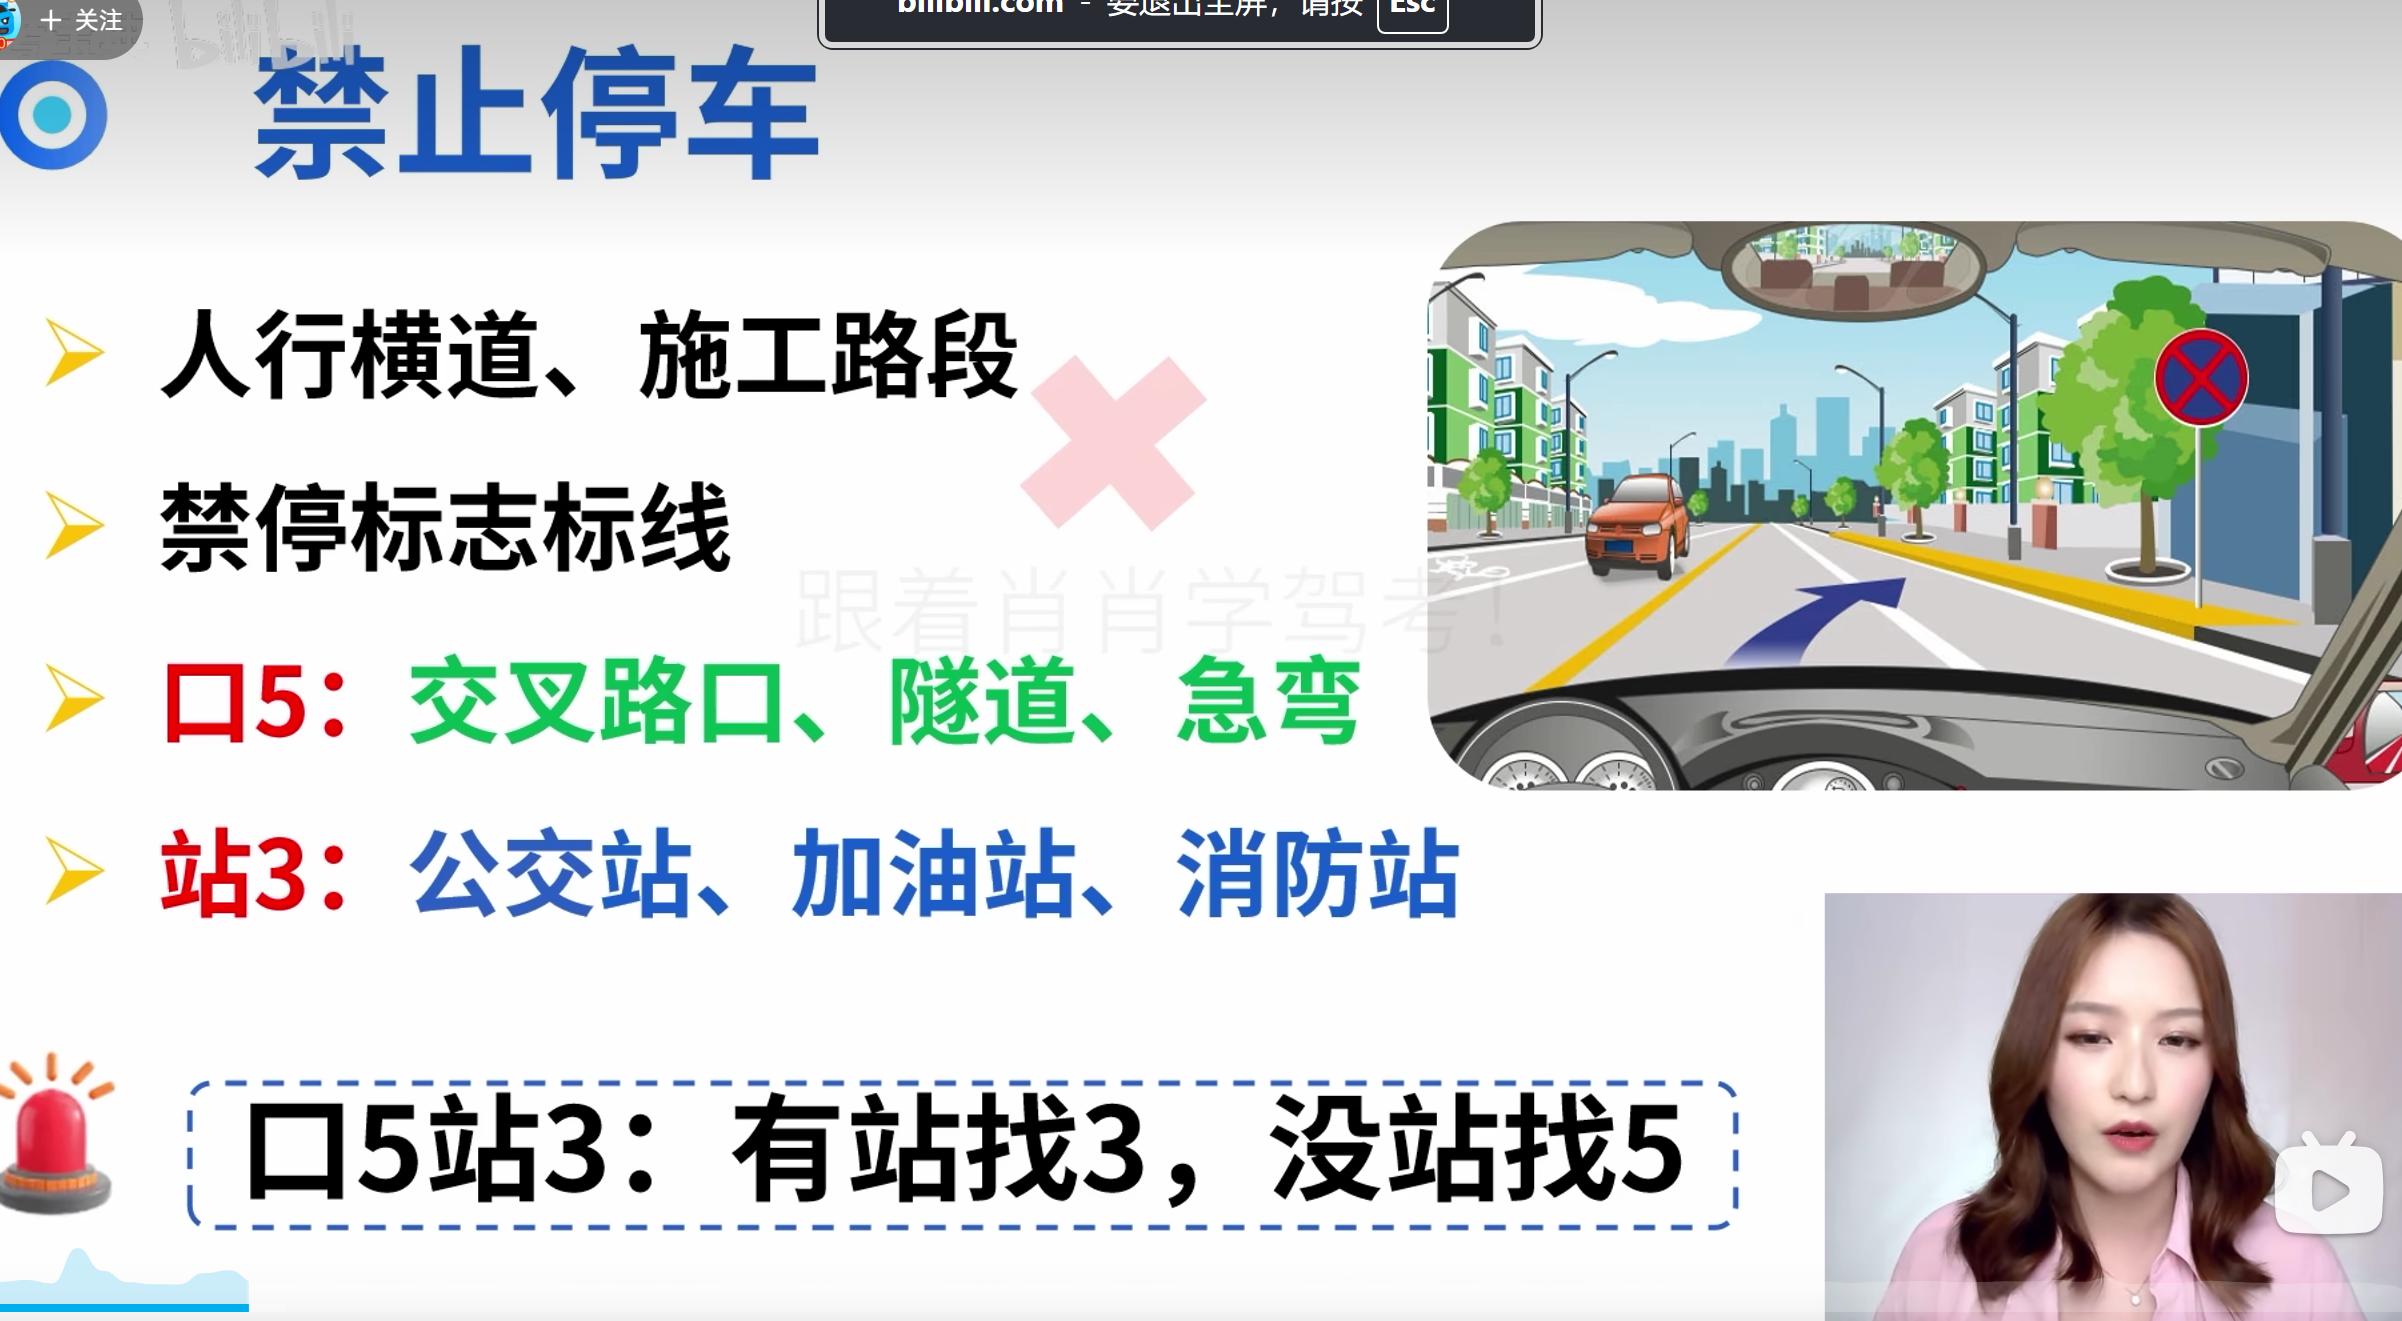 + 关注
bilibili
bilibili.com - 要退出全屏，请按 Esc
禁止停车
人行横道、施工路段
禁停标志标线
跟着肖肖学驾考！
口5：交叉路口、隧道、急弯
站3：公交站、加油站、消防站
口5站3：有站找3，没站找5